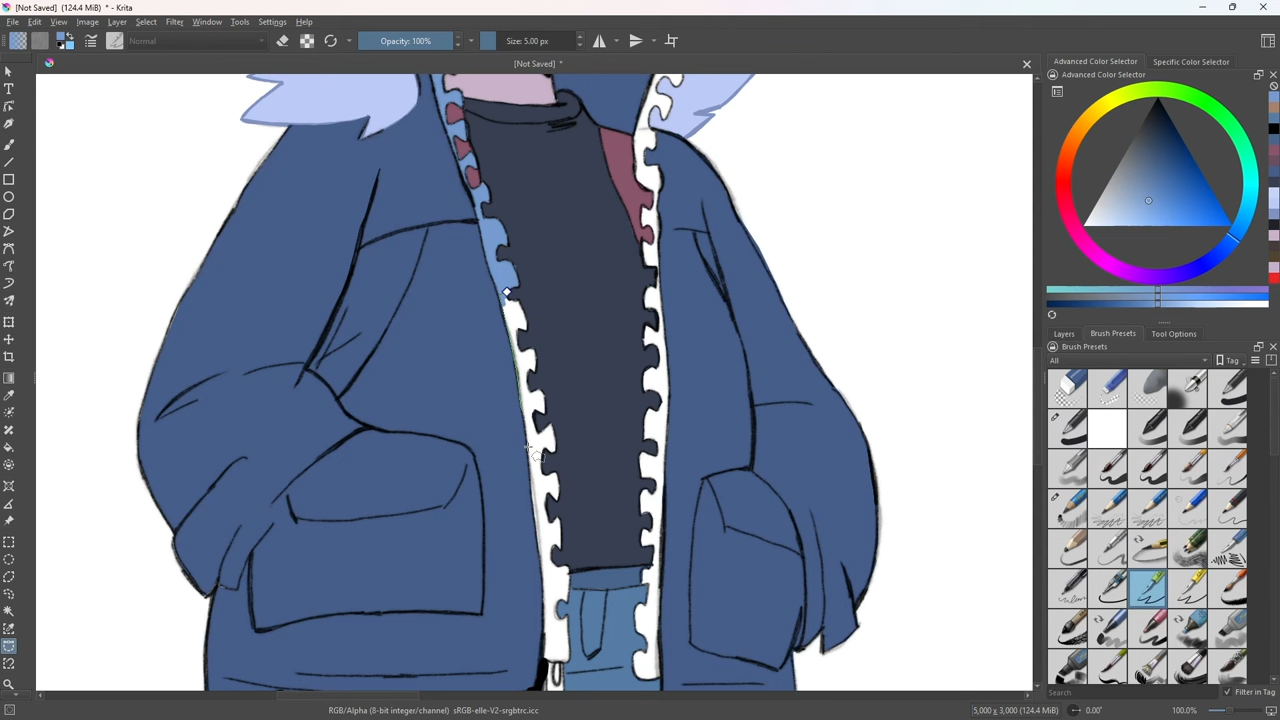 [Not Saved] (124.4 MiB) * - Krita
File Edit View Image Layer Select Filter Window Tools Settings Help
Normal Opacity: 100% Size: 5.00 px
[Not Saved] *
Advanced Color Selector Specific Color Selector
Advanced Color Selector
Layers Brush Presets Tool Options
Brush Presets
All Tag
Search Filter in Tag
RGB/Alpha (8-bit integer/channel) sRGB-elle-V2-srgbtrc.icc 5,000 x 3,000 (124.4 MiB) 0.00° 100.0%